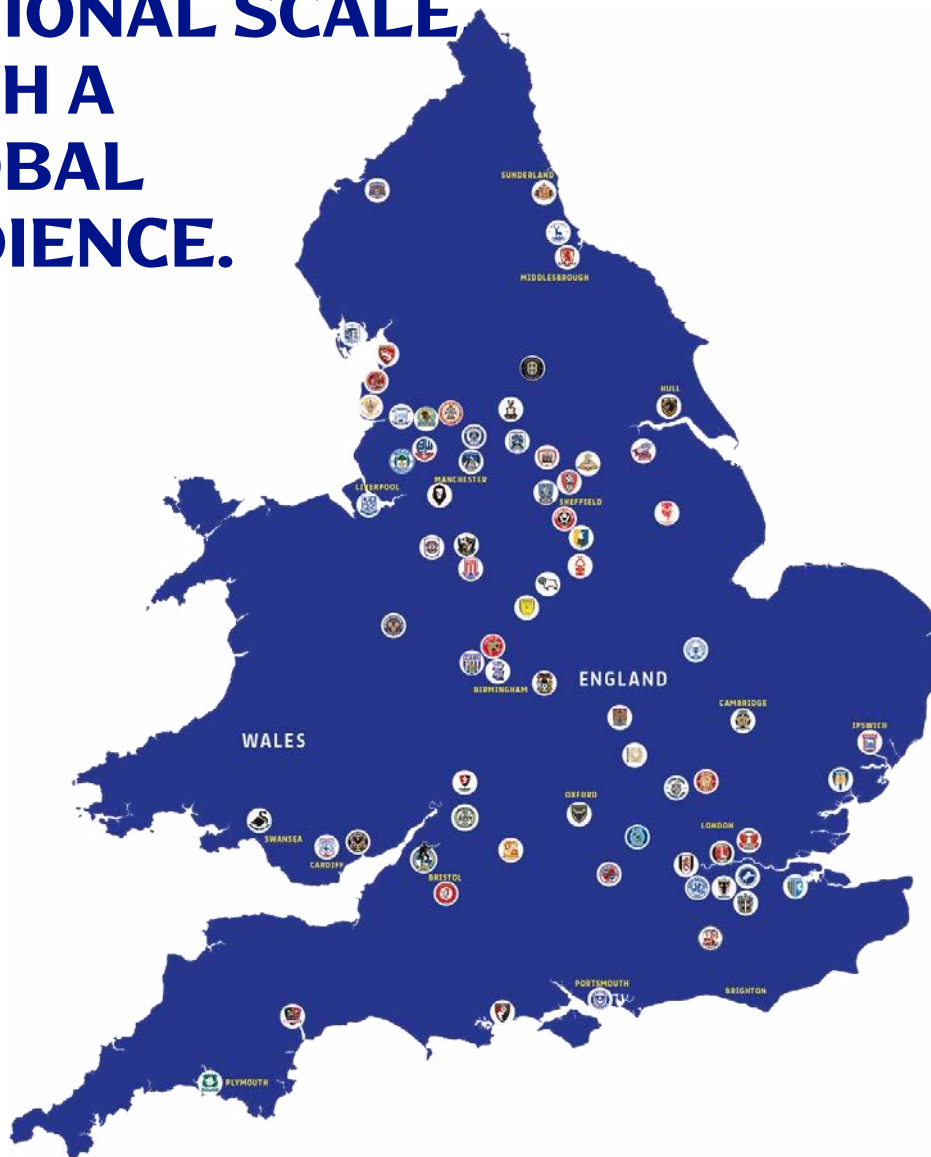 IONAL SCALE
H A
OBAL
DIENCE.
SUNDERLAND
MIDDLESBROUGH
HULL
LIVERPOOL
MANCHESTER
SHEFFIELD
BIRMINGHAM
ENGLAND
CAMBRIDGE
IPSWICH
WALES
OXFORD
LONDON
SWANSEA
CARDIFF
BRISTOL
PORTSMOUTH
BRIGHTON
PLYMOUTH